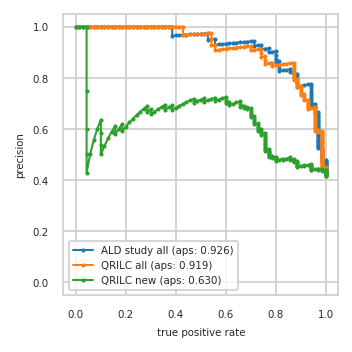 1.0
0.8
0.6
0.4
0.2
0.0
precision
ALD study all (aps: 0.926)
QRILC all (aps: 0.919)
QRILC new (aps: 0.630)
0.0 0.2 0.4 0.6 0.8 1.0
true positive rate